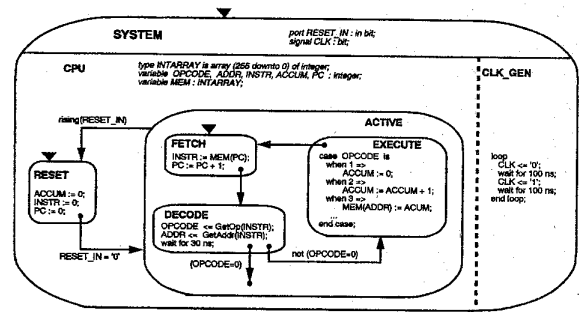 SYSTEM
port RESET_IN : in bit;
signal CLK : bit;
CPU
type INTARRAY is array (255 downto 0) of integer;
variable OPCODE, ADDR, INSTR, ACCUM, PC : integer;
variable MEM : INTARRAY;
CLK_GEN
rising(RESET_IN)
ACTIVE
FETCH
INSTR := MEM(PC);
PC := PC + 1;
EXECUTE
case OPCODE is
when 1 =>
ACCUM := 0;
when 2 =>
ACCUM := ACCUM + 1;
when 3 =>
MEM(ADDR) := ACUM;
...
end case;
loop
CLK <= '0';
wait for 100 ns;
CLK <= '1';
wait for 100 ns;
end loop;
RESET
ACCUM := 0;
INSTR := 0;
PC := 0;
DECODE
OPCODE <= GetOp(INSTR);
ADDR <= GetAddr(INSTR);
wait for 30 ns;
RESET_IN = '0'
(OPCODE=0)
not (OPCODE=0)